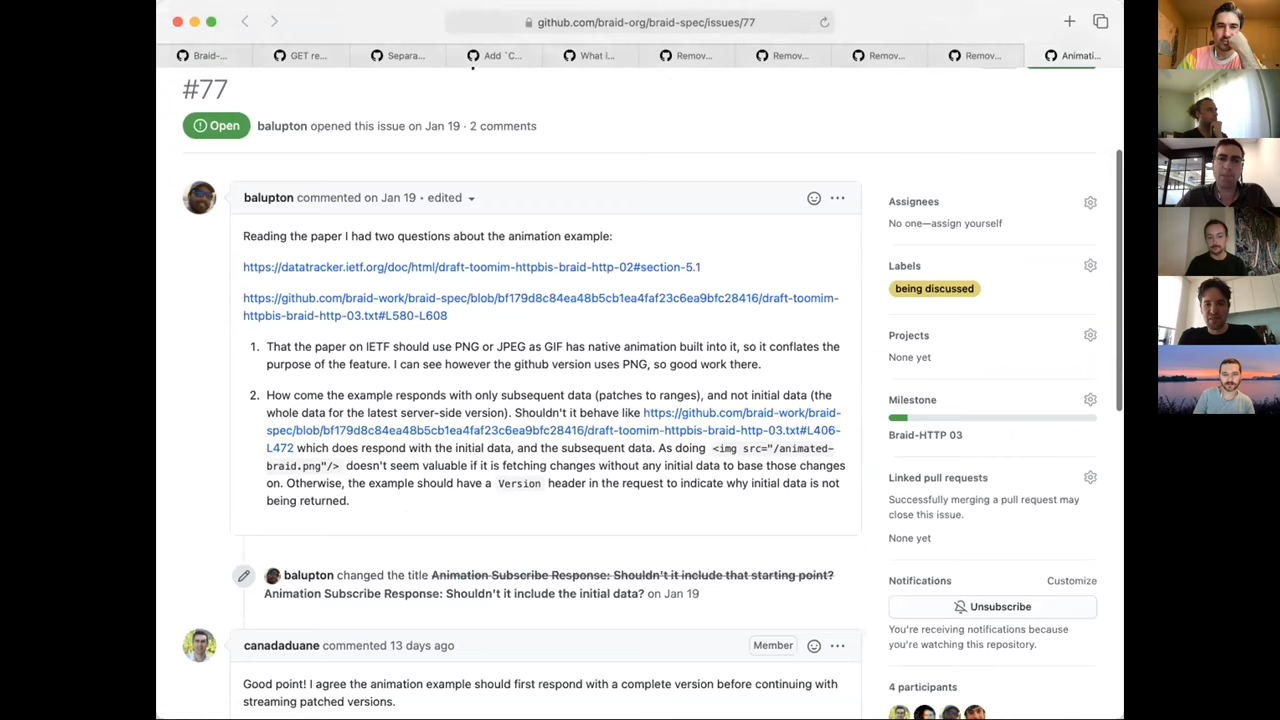 github.com/braid-org/braid-spec/issues/77
Braid-...
GET re...
Separa...
Add `C...
What i...
Remov...
Remov...
Remov...
Remov...
Animati...
#77
Open
balupton opened this issue on Jan 19 · 2 comments
balupton commented on Jan 19 • edited
Reading the paper I had two questions about the animation example:
https://datatracker.ietf.org/doc/html/draft-toomim-httpbis-braid-http-02#section-5.1
https://github.com/braid-work/braid-spec/blob/bf179d8c84ea48b5cb1ea4faf23c6ea9bfc28416/draft-toomim-
httpbis-braid-http-03.txt#L580-L608
1. That the paper on IETF should use PNG or JPEG as GIF has native animation built into it, so it conflates the
purpose of the feature. I can see however the github version uses PNG, so good work there.
2. How come the example responds with only subsequent data (patches to ranges), and not initial data (the
whole data for the latest server-side version). Shouldn't it behave like https://github.com/braid-work/braid-
spec/blob/bf179d8c84ea48b5cb1ea4faf23c6ea9bfc28416/draft-toomim-httpbis-braid-http-03.txt#L406-
L472 which does respond with the initial data, and the subsequent data. As doing <img src="/animated-
braid.png"/> doesn't seem valuable if it is fetching changes without any initial data to base those changes
on. Otherwise, the example should have a Version header in the request to indicate why initial data is not
being returned.
balupton changed the title Animation Subscribe Response: Shouldn't it include that starting point?
Animation Subscribe Response: Shouldn't it include the initial data? on Jan 19
canadaduane commented 13 days ago
Member
Good point! I agree the animation example should first respond with a complete version before continuing with
streaming patched versions.
Assignees
No one—assign yourself
Labels
being discussed
Projects
None yet
Milestone
Braid-HTTP 03
Linked pull requests
Successfully merging a pull request may
close this issue.
None yet
Notifications
Customize
Unsubscribe
You're receiving notifications because
you're watching this repository.
4 participants